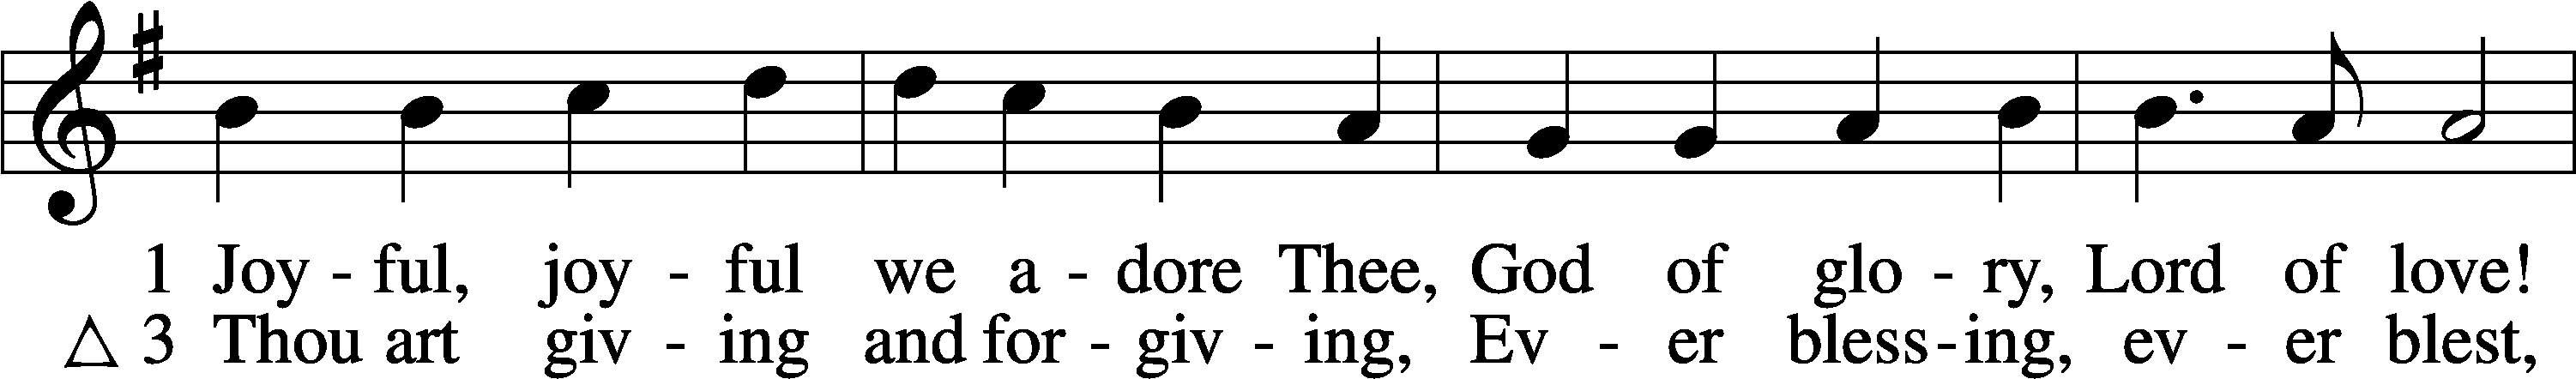 1 Joy - ful, joy - ful we a - dore Thee, God of glo - ry, Lord of love!
△ 3 Thou art giv - ing and for - giv - ing, Ev - er bless - ing, ev - er blest,